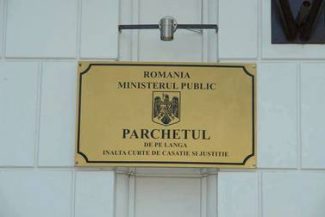 ROMANIA
MINISTERUL PUBLIC
PARCHETUL
DE PE LANGA
INALTA CURTE DE CASATIE SI JUSTITIE